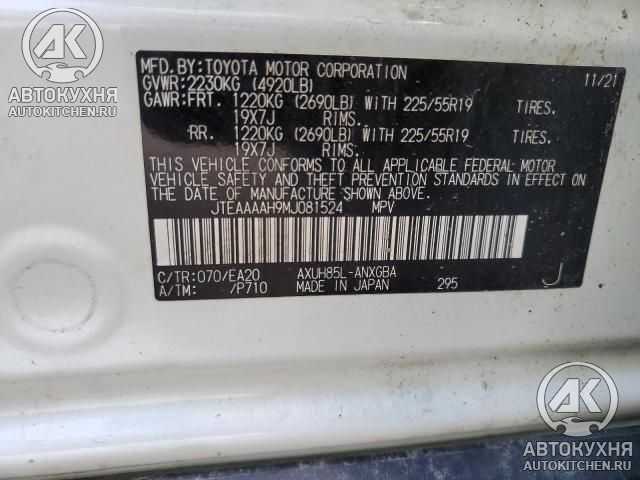 MFD.BY:TOYOTA MOTOR CORPORATION 11/21
GVWR:2230KG (4920LB)
GAWR:FRT. 1220KG (2690LB) WITH 225/55R19 TIRES.
19X7J RIMS.
RR. 1220KG (2690LB) WITH 225/55R19 TIRES.
19X7J RIMS.
THIS VEHICLE CONFORMS TO ALL APPLICABLE FEDERAL MOTOR
VEHICLE SAFETY AND THEFT PREVENTION STANDARDS IN EFFECT ON
THE DATE OF MANUFACTURE SHOWN ABOVE.
JTEAAAAH9MJ081524 MPV
C/TR:070/EA20 AXUH85L-ANXGBA J
A/TM: /P710 MADE IN JAPAN 295
АК
АВТОКУХНЯ
AUTOKITCHEN.RU
АК
АВТОКУХНЯ
AUTOKITCHEN.RU